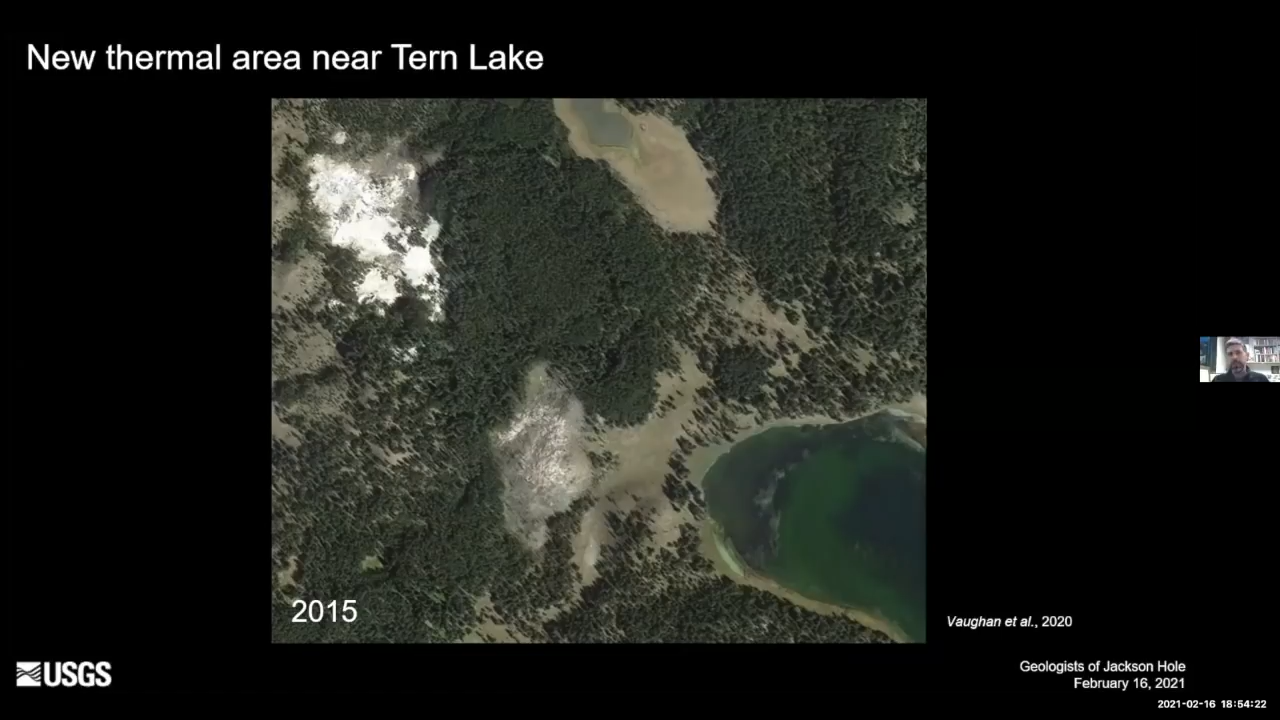 New thermal area near Tern Lake
2015
Vaughan et al., 2020
USGS
Geologists of Jackson Hole
February 16, 2021
2021-02-16 18:54:22